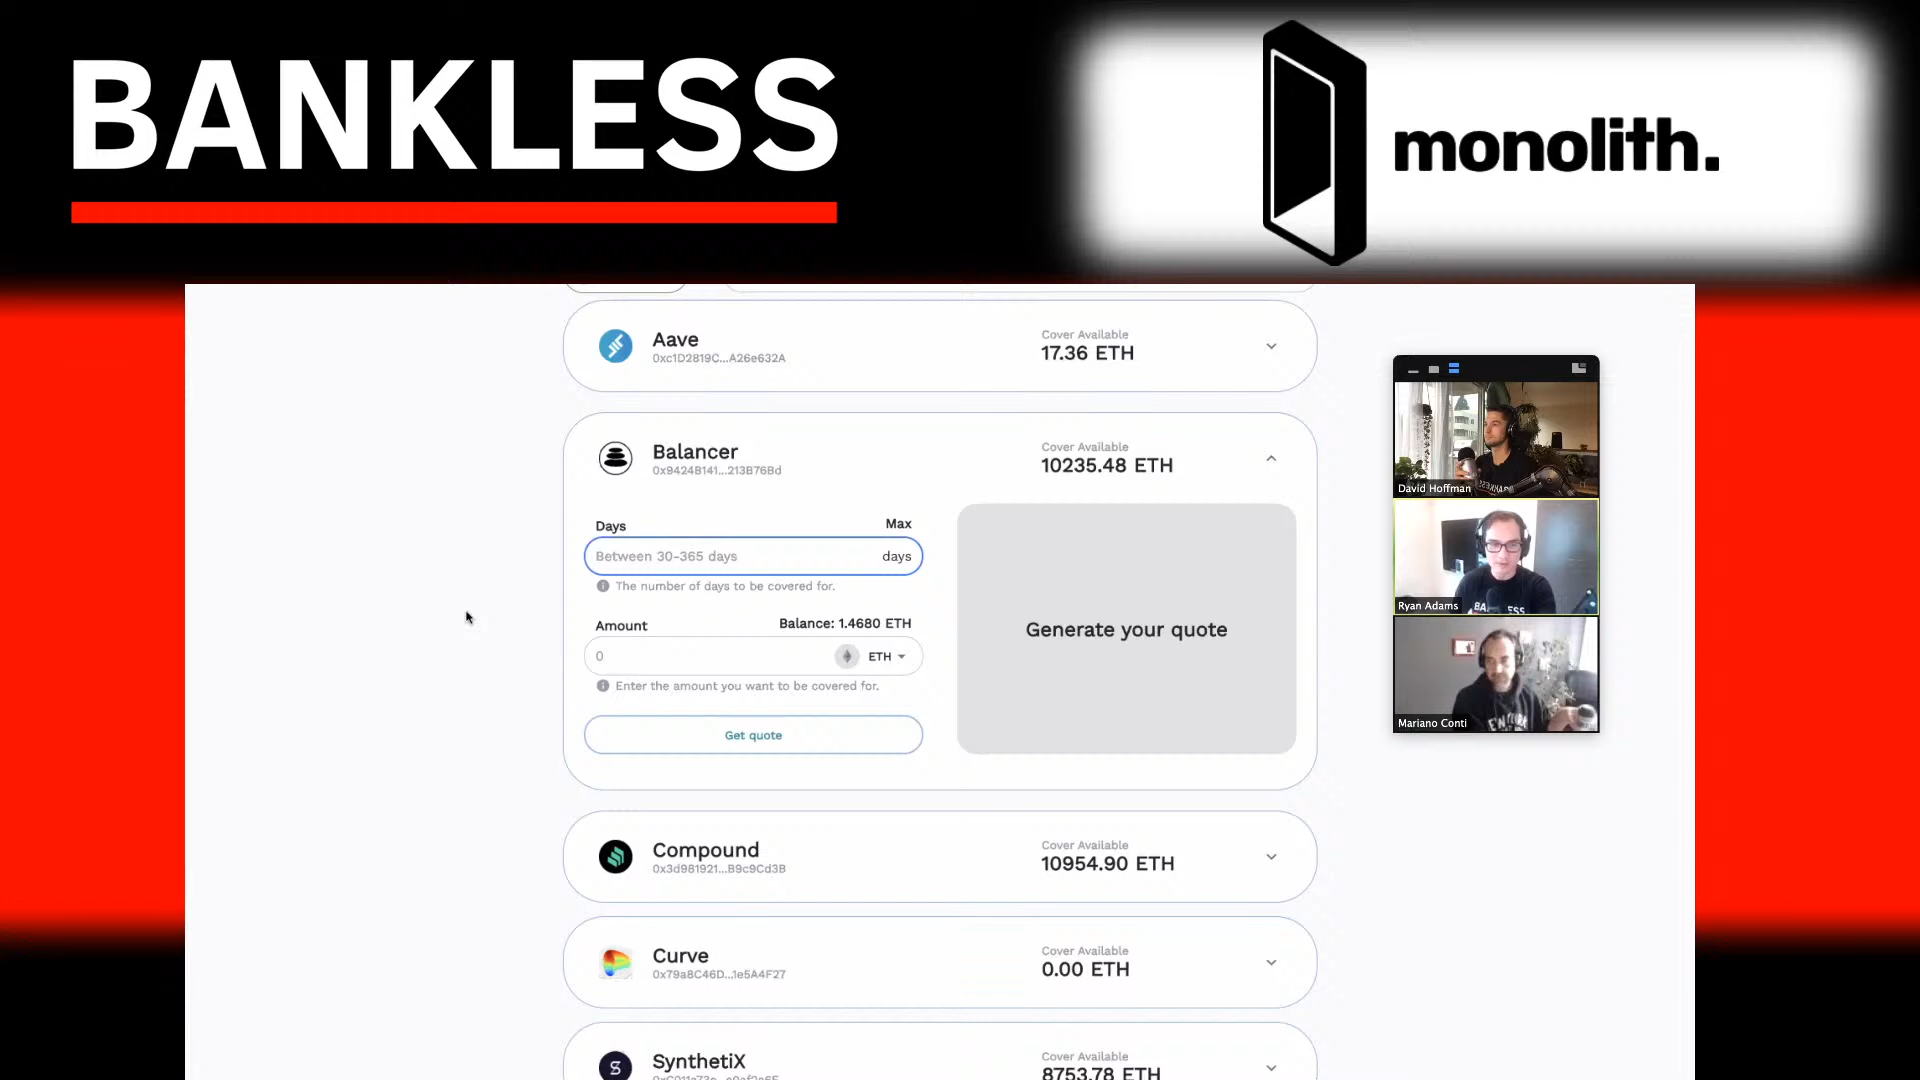 BANKLESS
monolith.
Aave
0xc1D2819C...A26e632A
Cover Available
17.36 ETH
Balancer
0x9424B141...213B76Bd
Cover Available
10235.48 ETH
Days
Max
Between 30-365 days
days
The number of days to be covered for.
Amount
Balance: 1.4680 ETH
0
ETH
Enter the amount you want to be covered for.
Get quote
Generate your quote
Compound
0x3d981921...B9c9Cd3B
Cover Available
10954.90 ETH
Curve
0x79a8C46D...1e5A4F27
Cover Available
0.00 ETH
SynthetiX
Cover Available
8753.78 ETH
David Hoffman
Ryan Adams
Mariano Conti